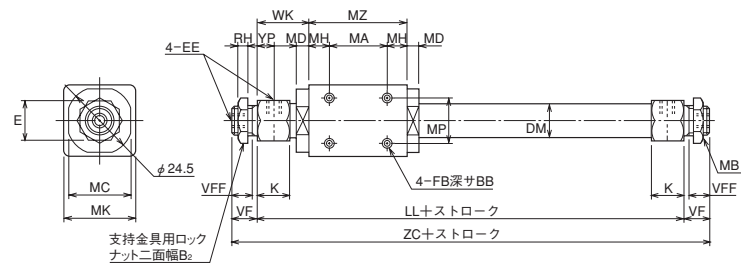 WK
MZ
RH
YP
MD
MH
MA
MH
MD
4-EE
E
MP
DM
φ24.5
MB
MC
VFF
K
4-FB深サBB
K
VFF
MK
VF
LL+ストローク
VF
支持金具用ロック
ナット二面幅B₂
ZC+ストローク